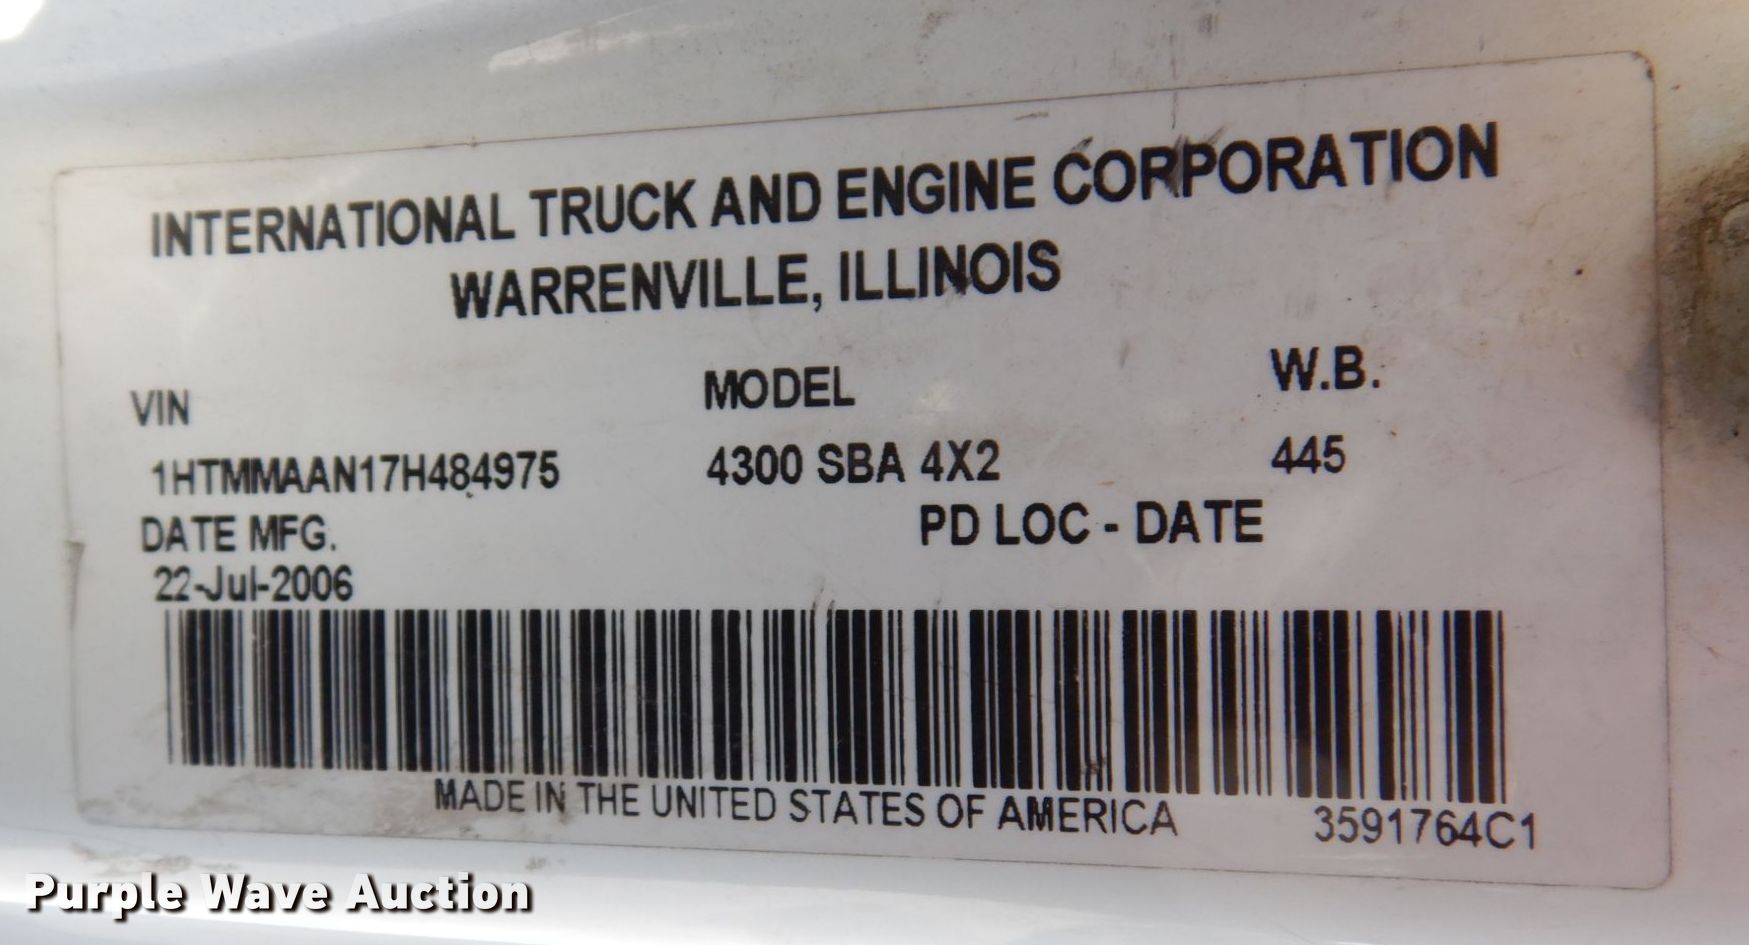 INTERNATIONAL TRUCK AND ENGINE CORPORATION
WARRENVILLE, ILLINOIS
VIN MODEL W.B.
1HTMMAAN17H484975 4300 SBA 4X2 445
DATE MFG. PD LOC - DATE
22-Jul-2006
MADE IN THE UNITED STATES OF AMERICA 3591764C1
Purple Wave Auction